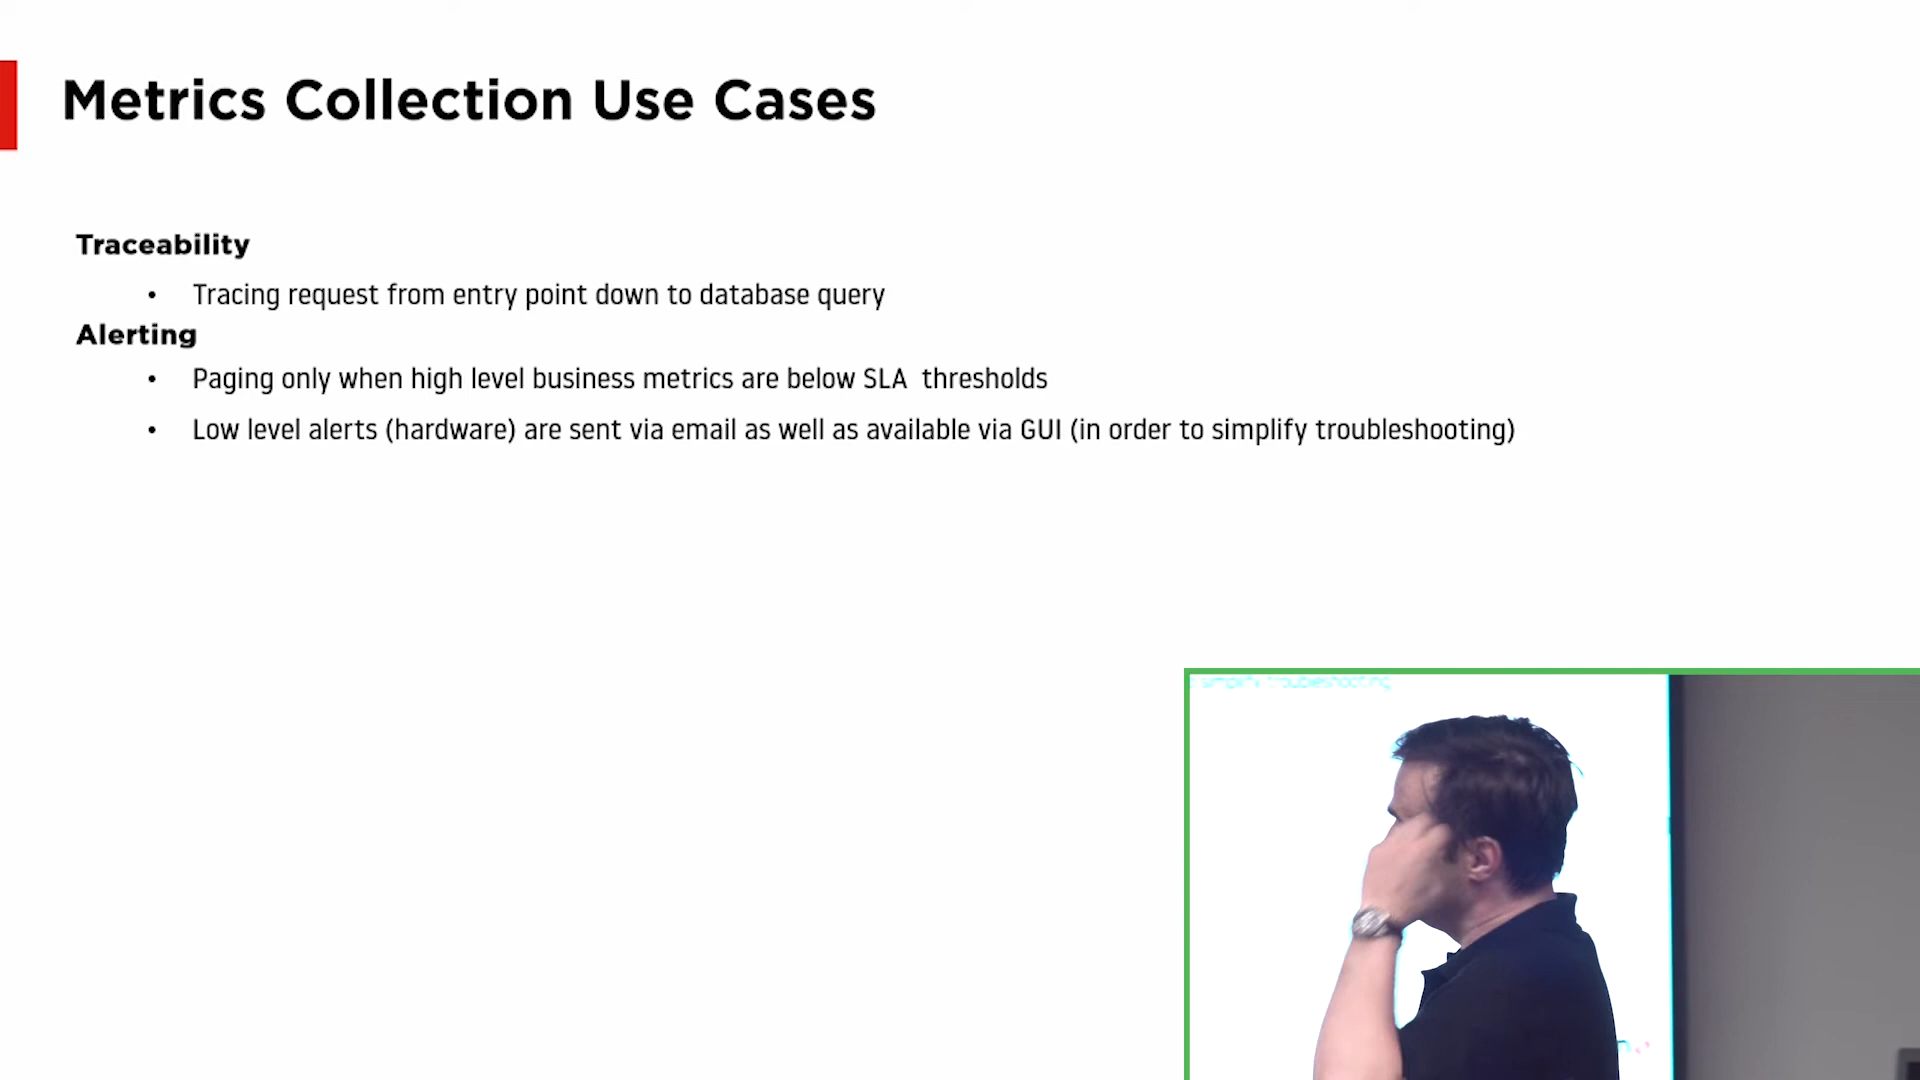 Metrics Collection Use Cases
Traceability
• Tracing request from entry point down to database query
Alerting
• Paging only when high level business metrics are below SLA thresholds
• Low level alerts (hardware) are sent via email as well as available via GUI (in order to simplify troubleshooting)
simplify troubleshooting